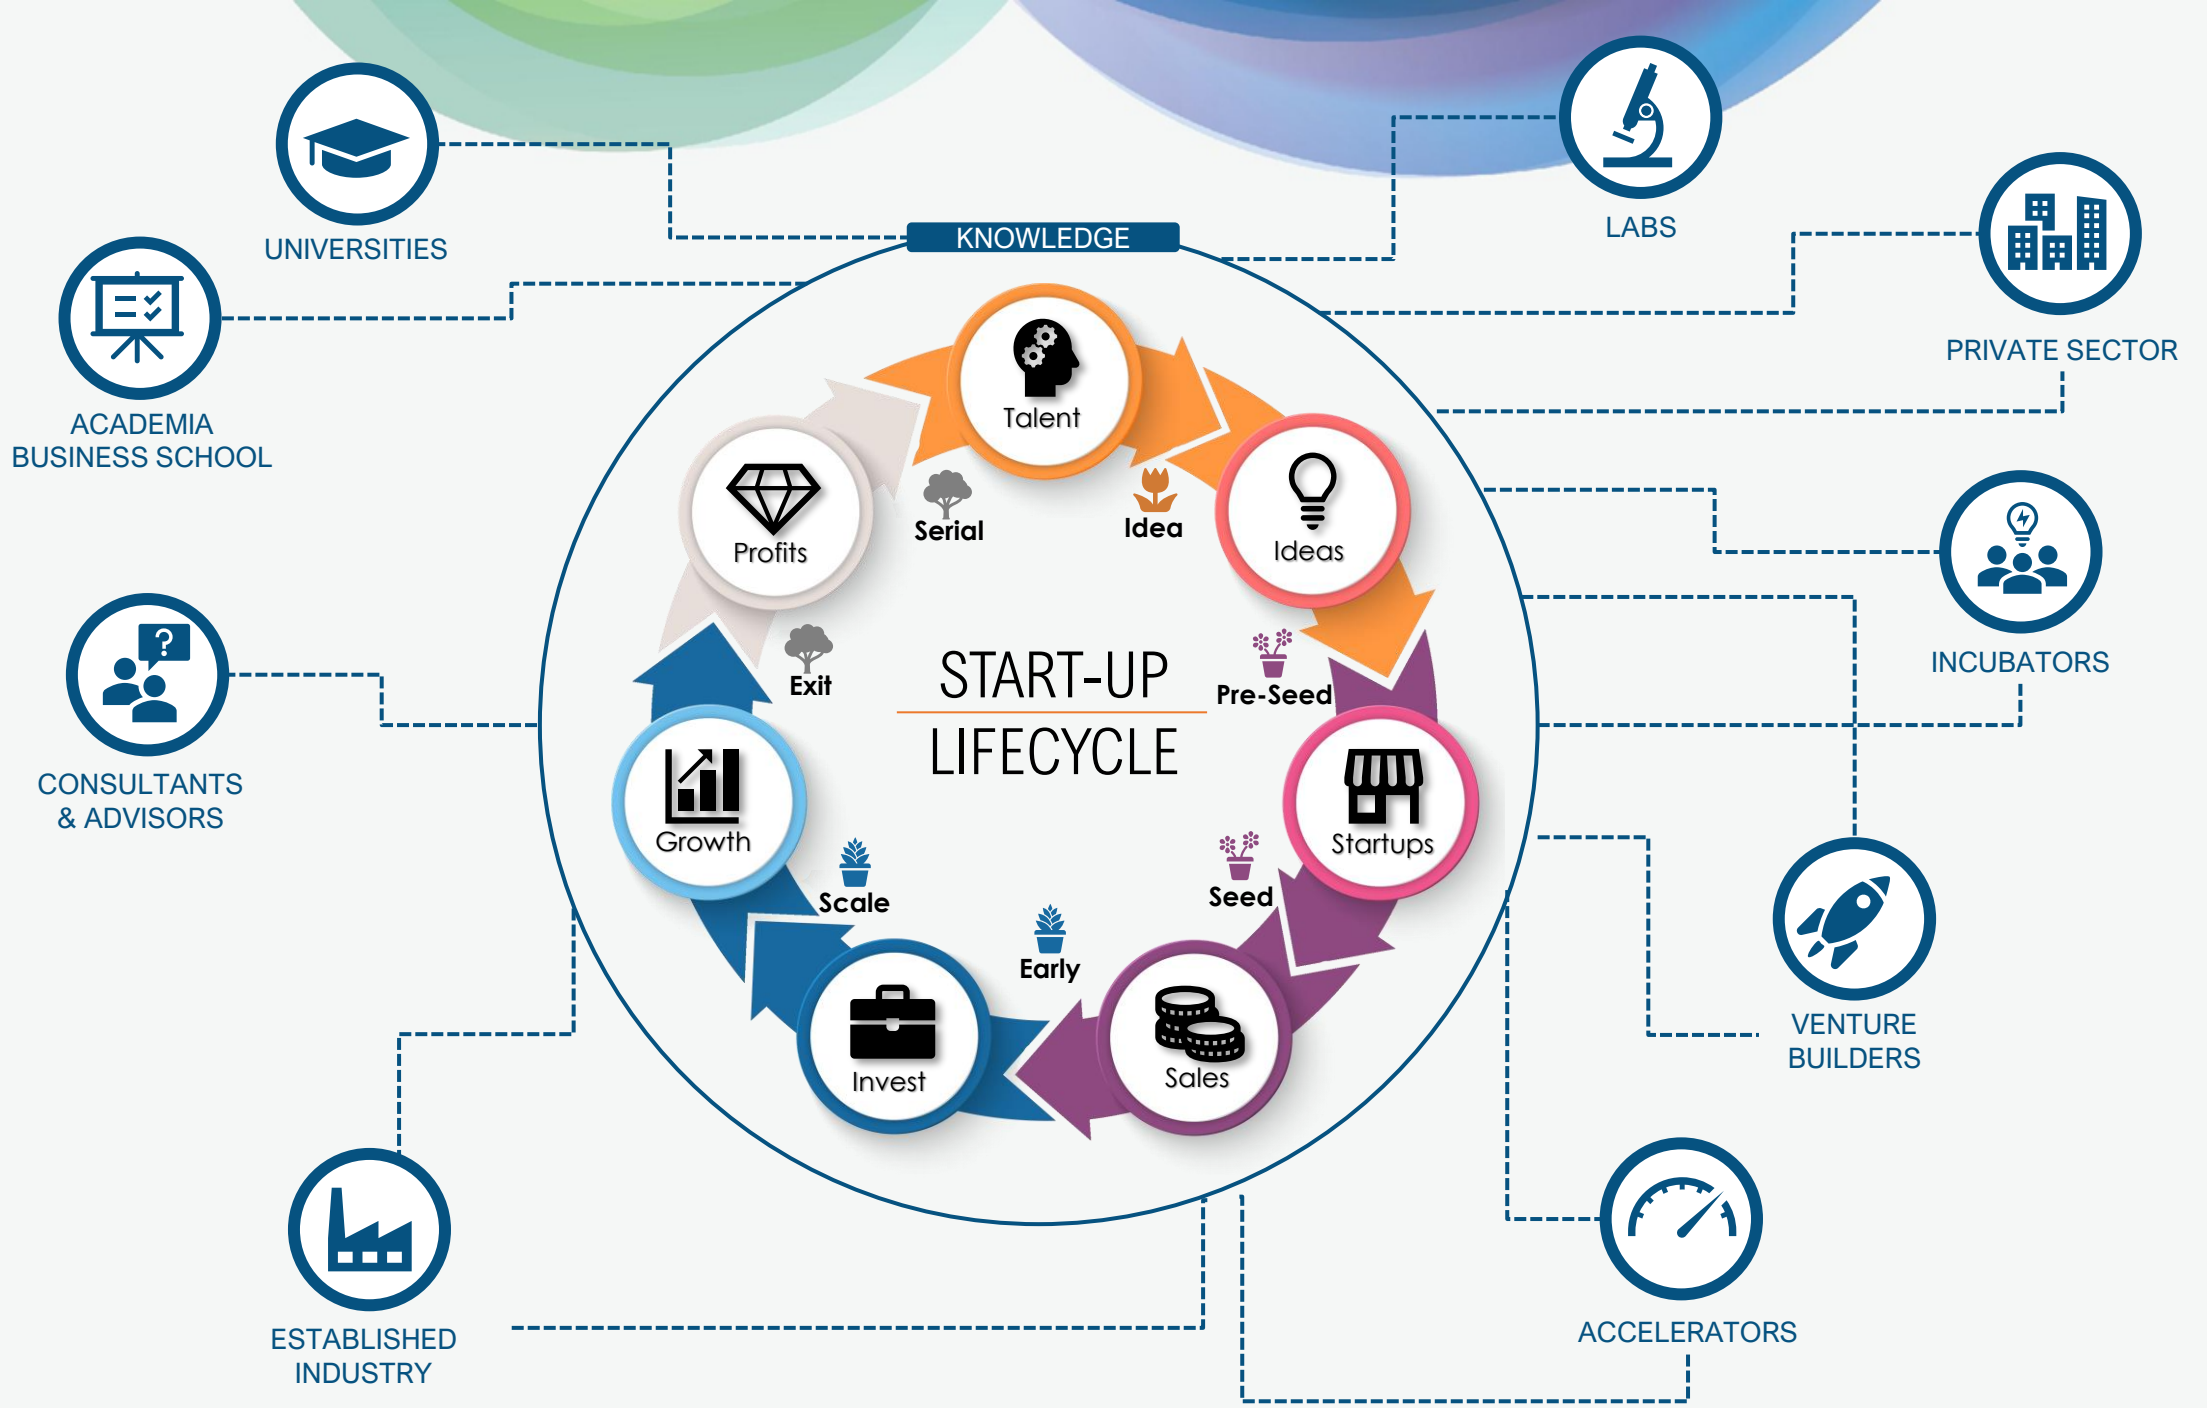 UNIVERSITIES
LABS
KNOWLEDGE
PRIVATE SECTOR
ACADEMIA
BUSINESS SCHOOL
Talent
Ideas
Profits
Serial
Idea
START-UP
LIFECYCLE
Exit
Pre-Seed
INCUBATORS
?
CONSULTANTS
& ADVISORS
Growth
Startups
Scale
Seed
Early
Invest
Sales
VENTURE
BUILDERS
ESTABLISHED
INDUSTRY
ACCELERATORS